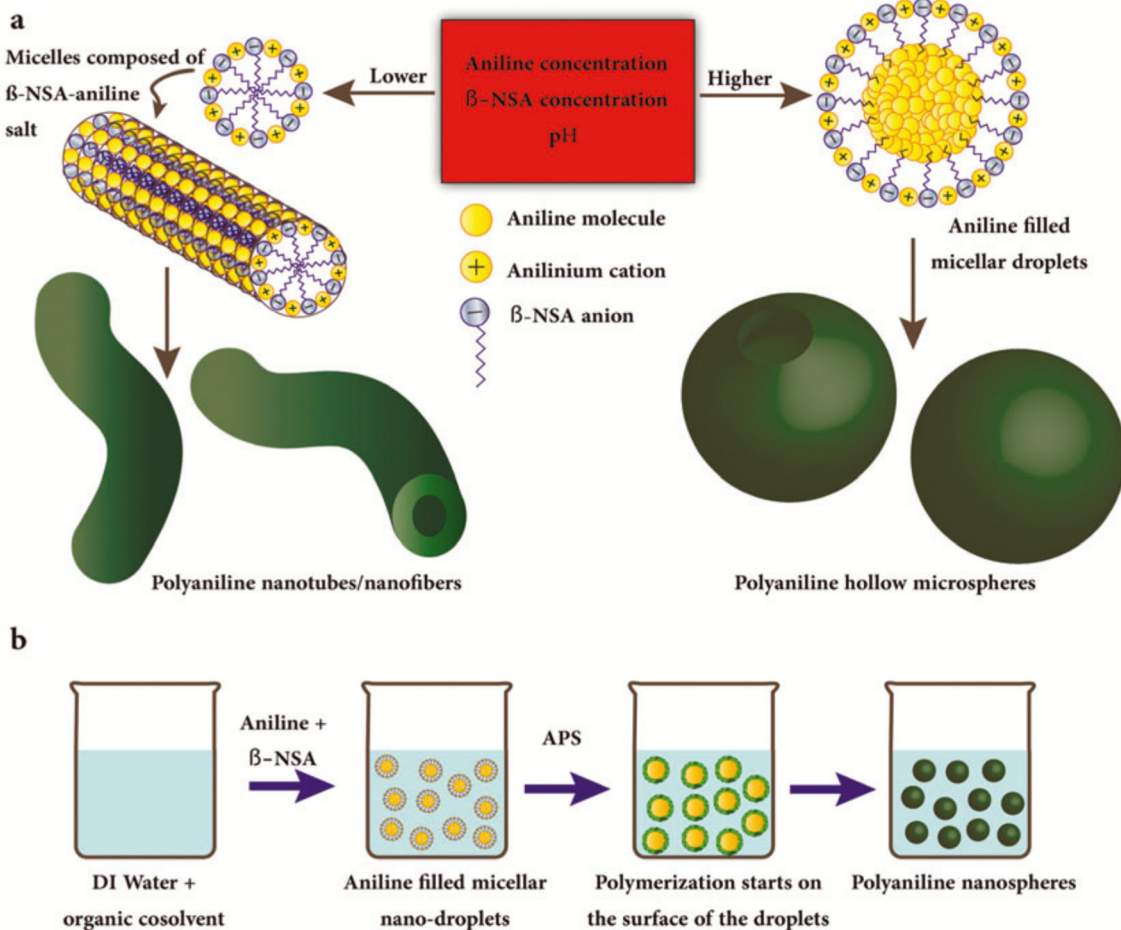 a
Micelles composed of
ß-NSA-aniline
salt
Lower
Aniline concentration
ß-NSA concentration
pH
Higher
Aniline molecule
Anilinium cation
ß-NSA anion
Aniline filled
micellar droplets
Polyaniline nanotubes/nanofibers
Polyaniline hollow microspheres
b
Aniline +
ß-NSA
APS
DI Water +
organic cosolvent
Aniline filled micellar
nano-droplets
Polymerization starts on
the surface of the droplets
Polyaniline nanospheres